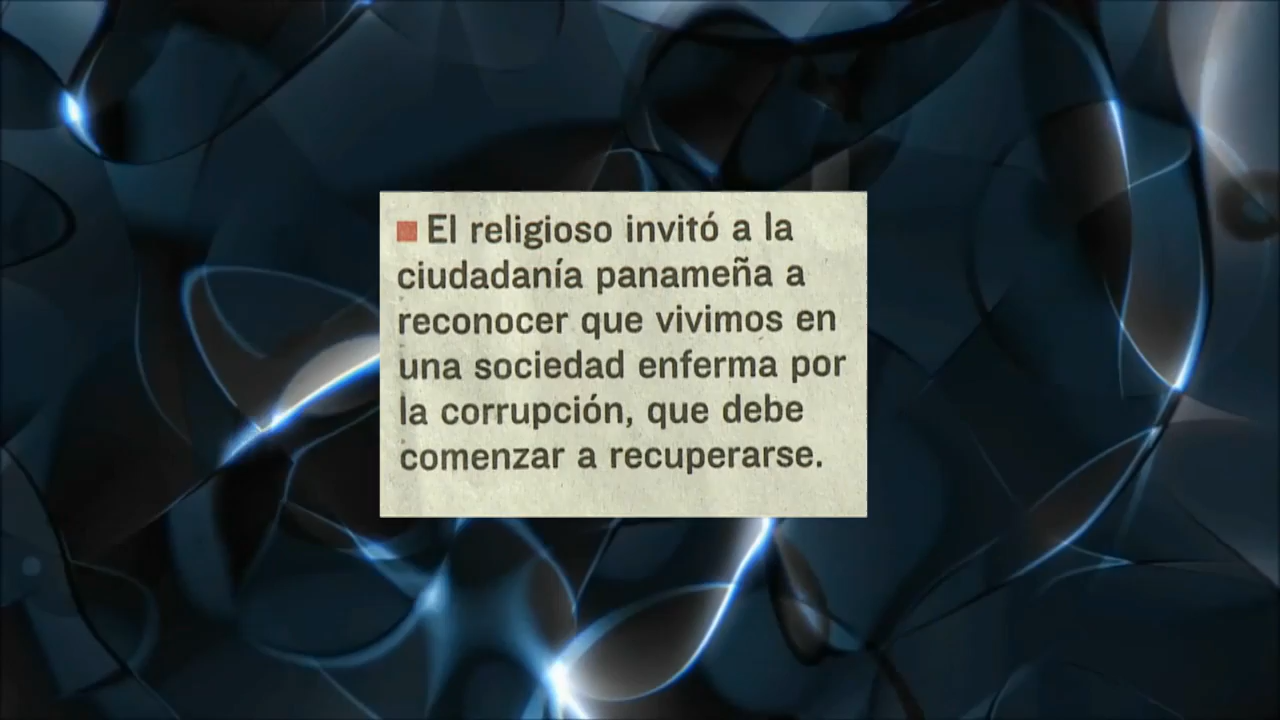 El religioso invitó a la
ciudadanía panameña a
reconocer que vivimos en
una sociedad enferma por
la corrupción, que debe
comenzar a recuperarse.